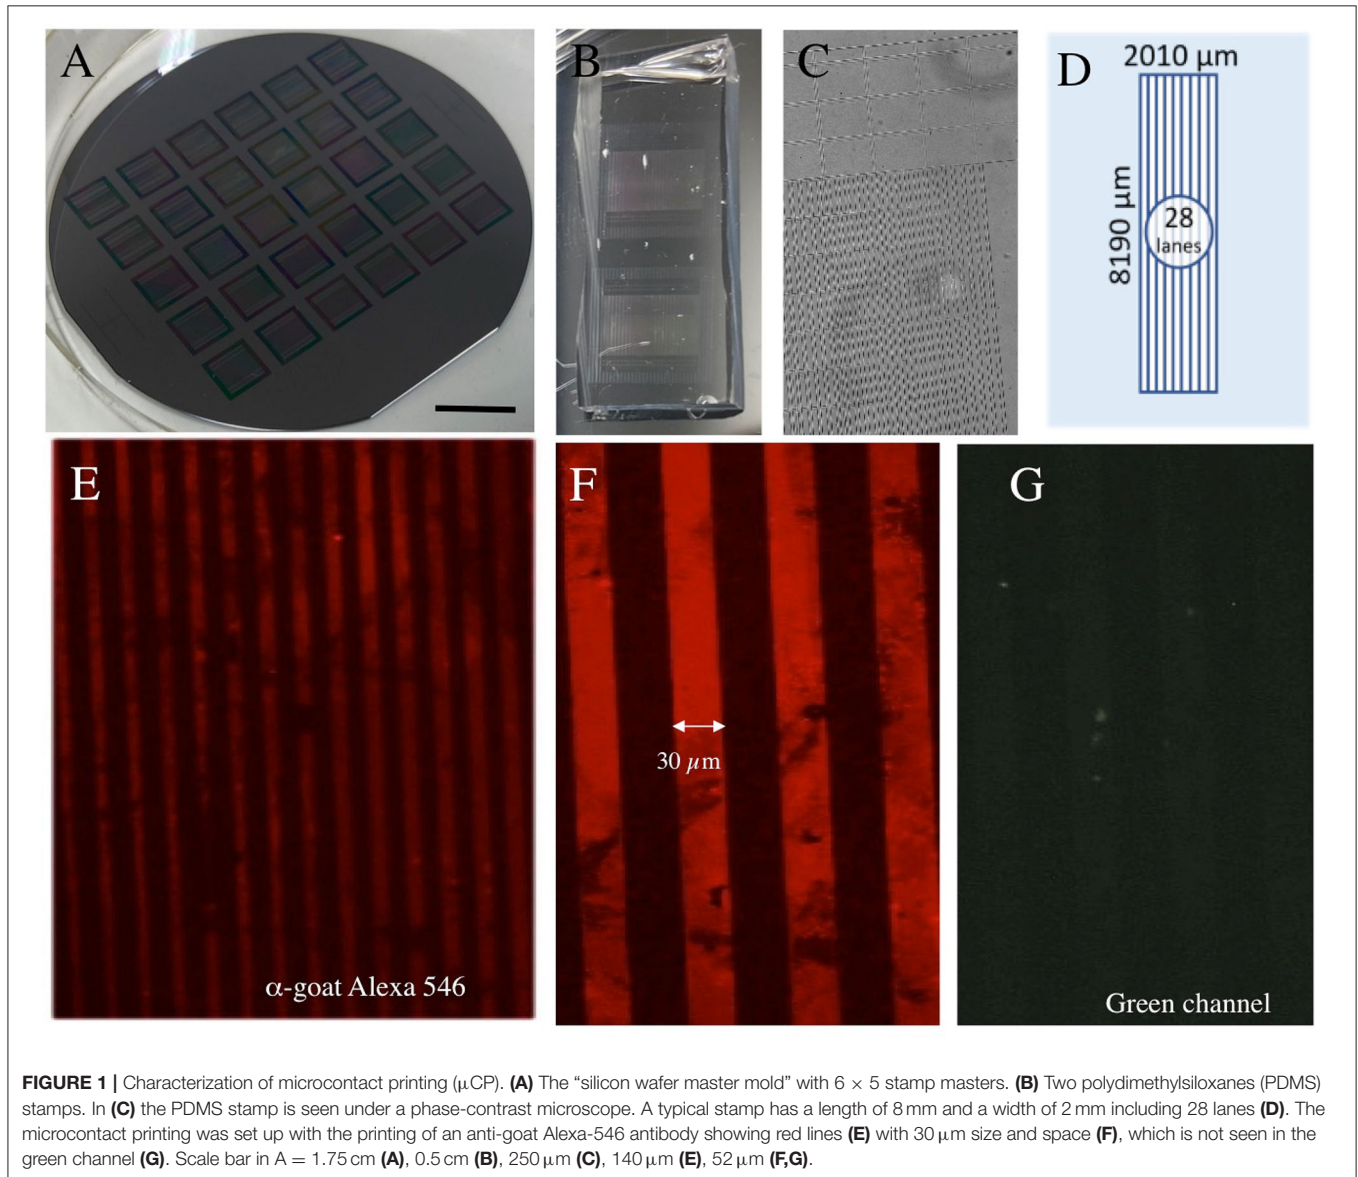 A
B
C
D
2010 µm
8190 µm
28
lanes
E
α-goat Alexa 546
F
30 µm
G
Green channel
FIGURE 1 | Characterization of microcontact printing (μCP). (A) The “silicon wafer master mold” with 6 × 5 stamp masters. (B) Two polydimethylsiloxanes (PDMS)
stamps. In (C) the PDMS stamp is seen under a phase-contrast microscope. A typical stamp has a length of 8 mm and a width of 2 mm including 28 lanes (D). The
microcontact printing was set up with the printing of an anti-goat Alexa-546 antibody showing red lines (E) with 30 μm size and space (F), which is not seen in the
green channel (G). Scale bar in A = 1.75 cm (A), 0.5 cm (B), 250 μm (C), 140 μm (E), 52 μm (F,G).